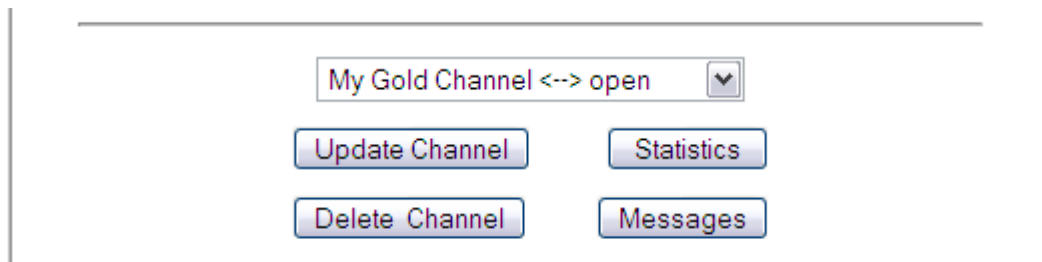 My Gold Channel <--> open
Update Channel Statistics
Delete Channel Messages